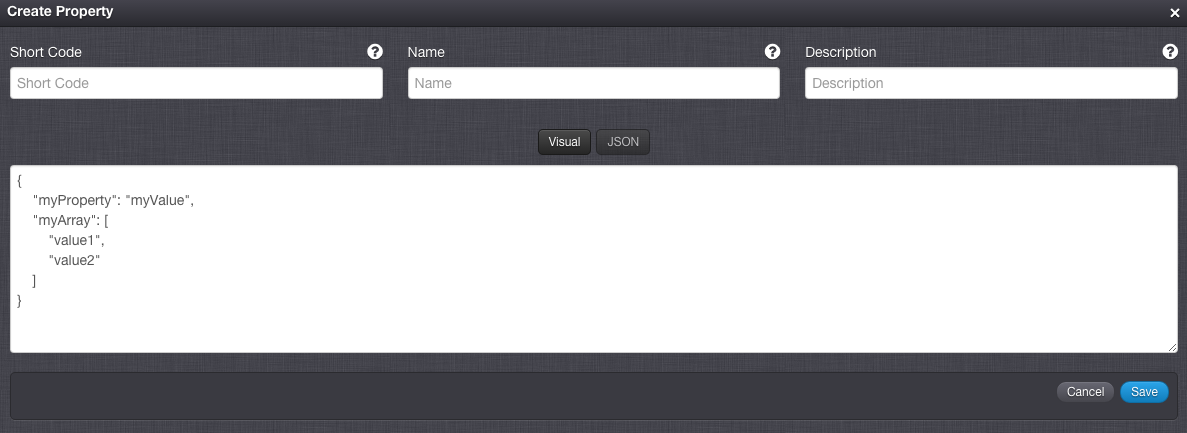 Create Property ×
Short Code ? Name ? Description ?
Short Code Name Description
Visual JSON
{
"myProperty": "myValue",
"myArray": [
"value1",
"value2"
]
}
Cancel Save